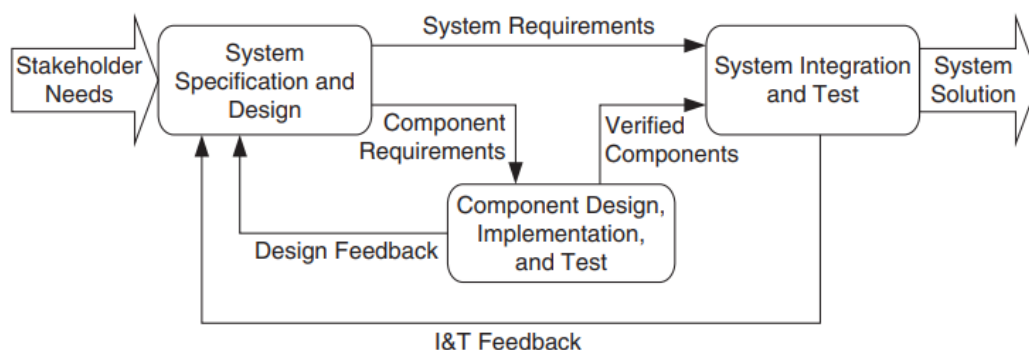 System Requirements
Stakeholder
Needs
System
Specification and
Design
System Integration
and Test
System
Solution
Component
Requirements
Verified
Components
Component Design,
Implementation,
and Test
Design Feedback
I&T Feedback